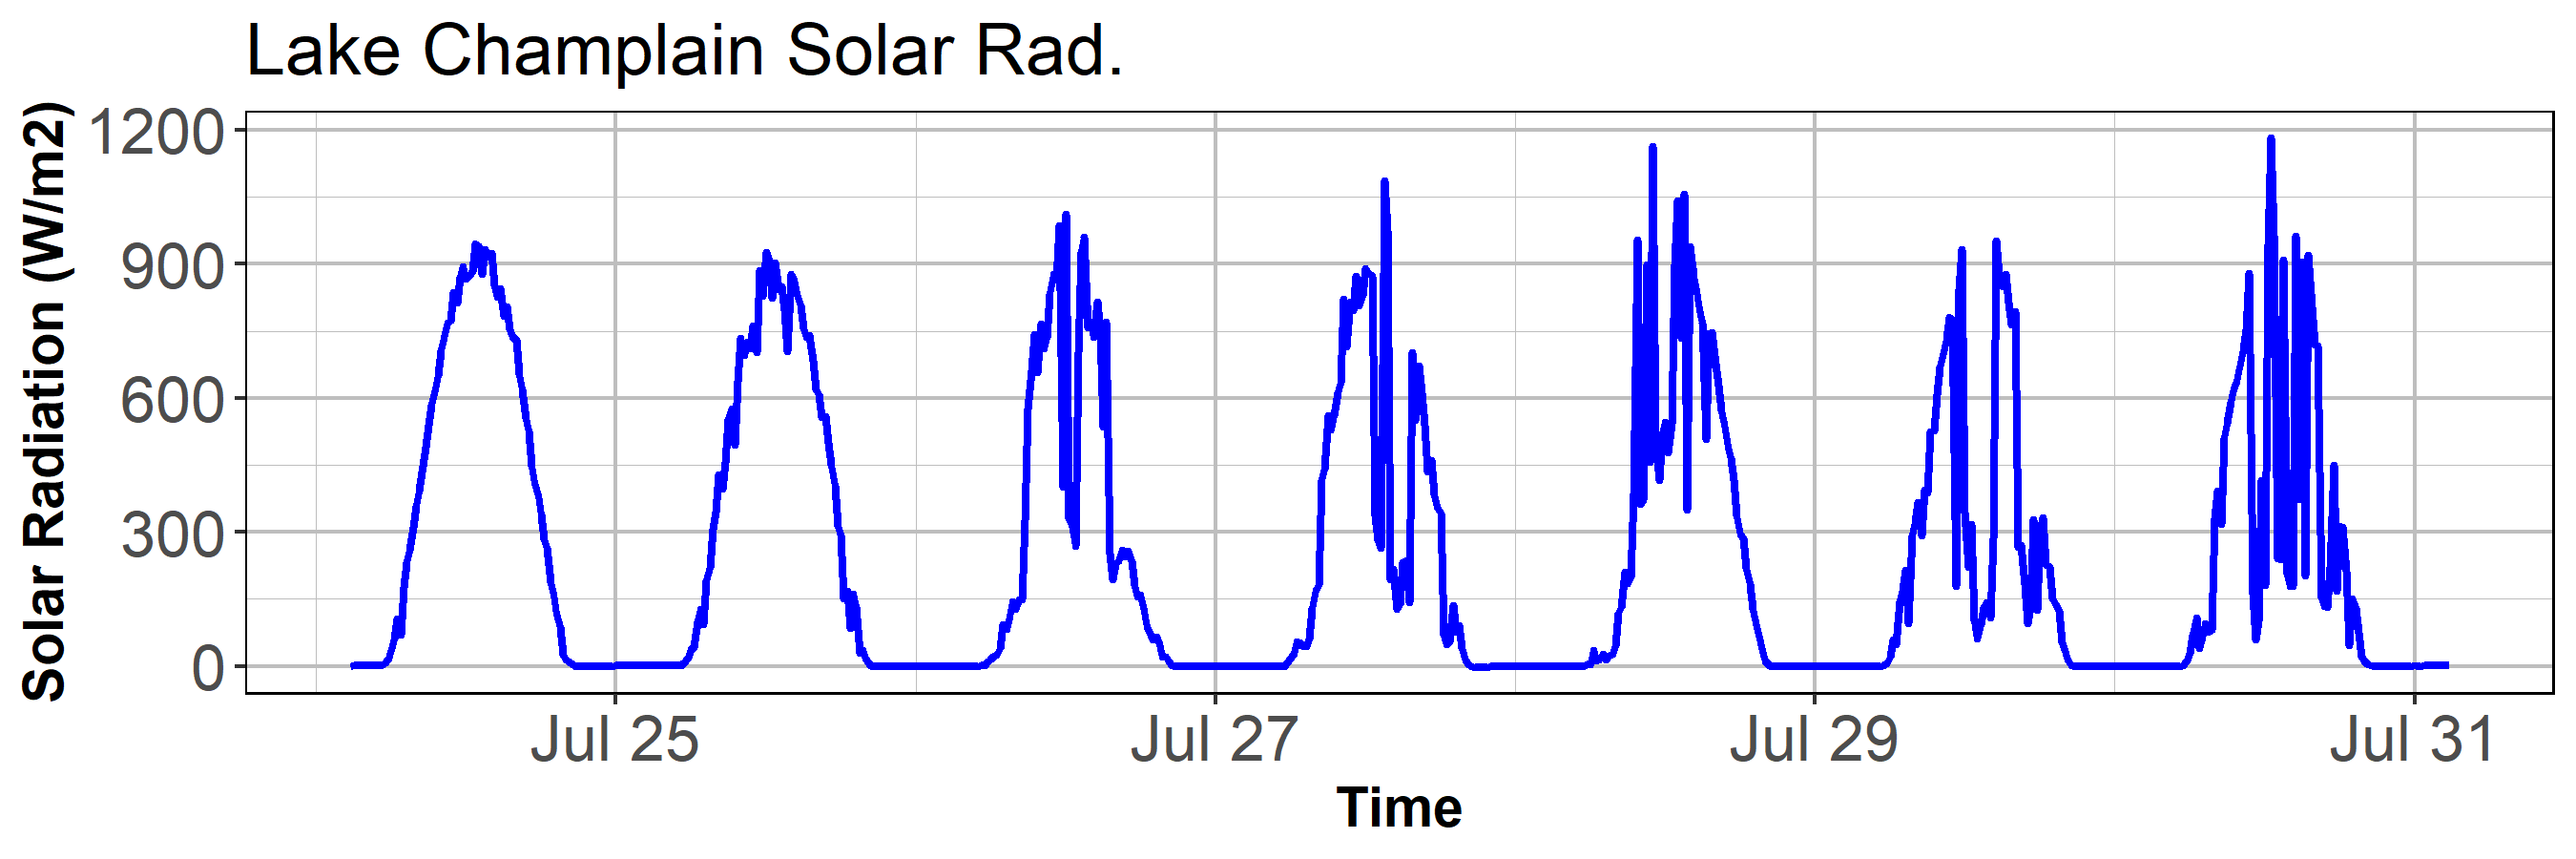 Lake Champlain Solar Rad.
Solar Radiation (W/m2)
1200
900
600
300
0
Jul 25 Jul 27 Jul 29 Jul 31
Time